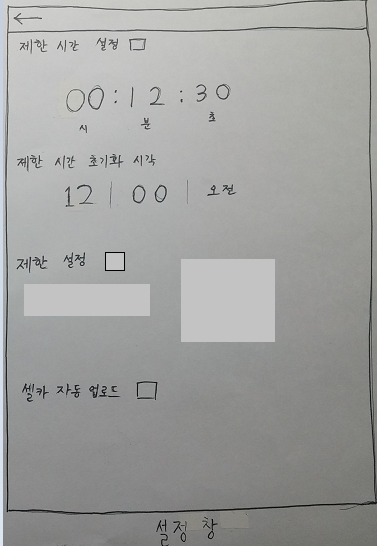 ←
제한 시간 설정 □
00:12:30
시 분 초
제한 시간 초기화 시각
12 | 00 | 오전
제한 설정 □
셀카 자동 업로드 □
설정 창